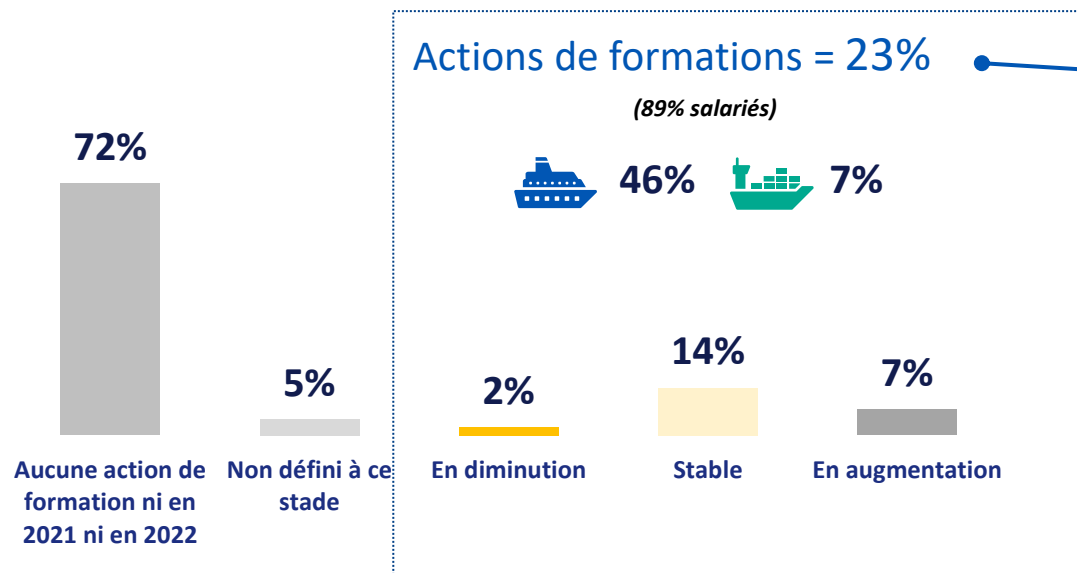 Actions de formations = 23%
(89% salariés)
72%
46%
7%
5%
2%
14%
7%
Aucune action de
formation ni en
2021 ni en 2022
Non défini à ce
stade
En diminution
Stable
En augmentation